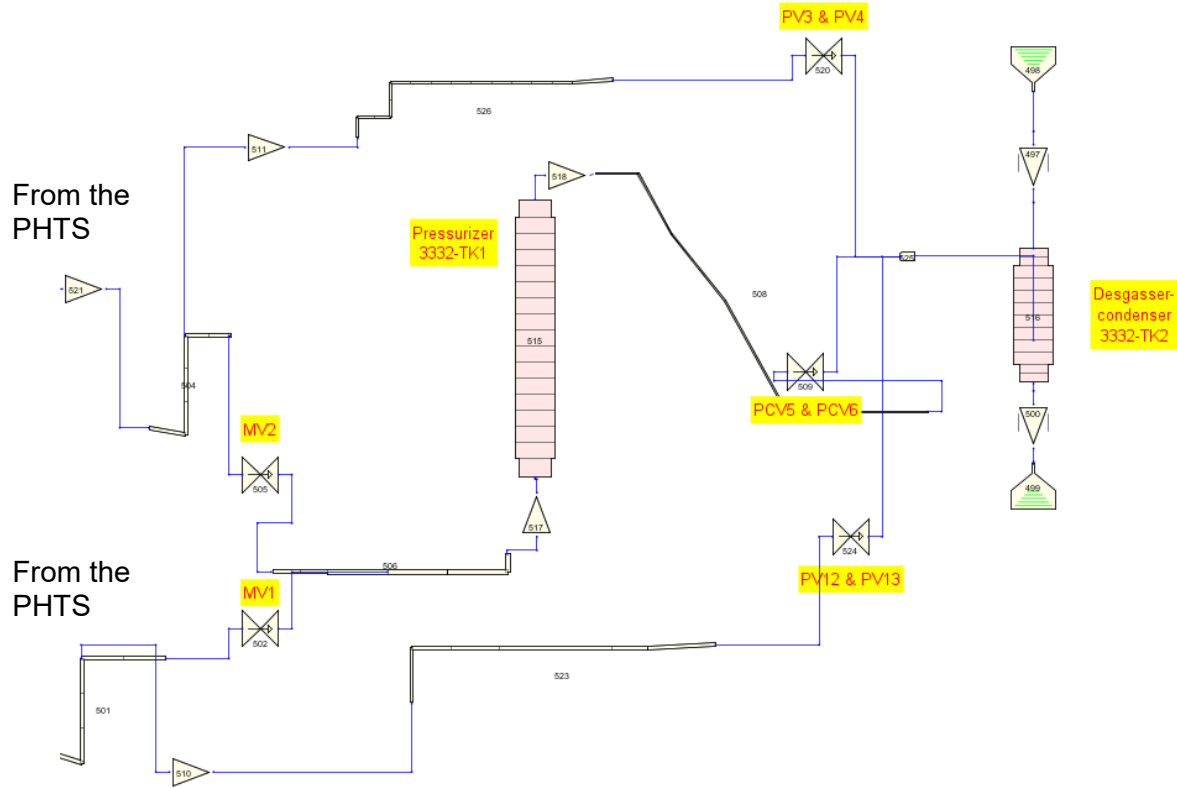 PV3 & PV4
520
498
526
511
497
From the
PHTS
518
Pressurizer
3332-TK1
525
521
508
Desgasser-
condenser
3332-TK2
516
515
504
509
PCV5 & PCV6
500
MV2
505
499
517
524
From the
PHTS
506
MV1
PV12 & PV13
502
523
501
510